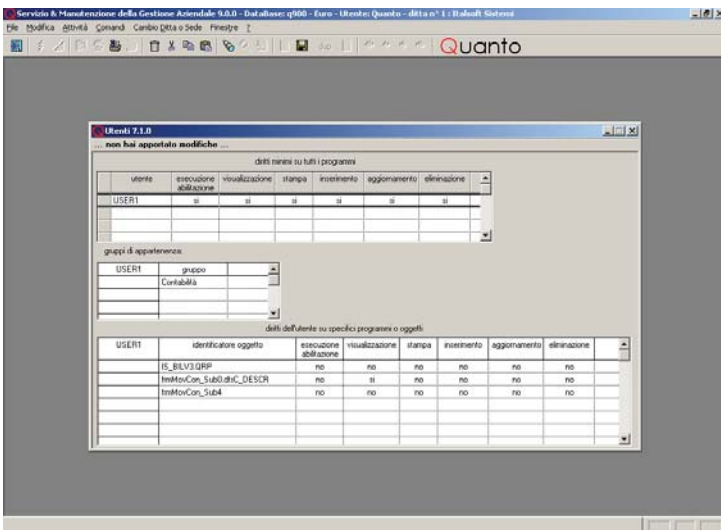 Servizio & Manutenzione della Gestione Aziendale 9.0.0 - DataBase: q900 - Euro - Utente: Quanto - ditta n° 1 : Italsoft Sistemi
File Modifica Attività Comandi Cambio Ditta o Sede Finestre ?
Quanto
Utenti 7.1.0
... non hai apportato modifiche ...
diritti minimi su tutti i programmi
utente esecuzione abilitazione visualizzazione stampa inserimento aggiornamento eliminazione
USER1 si si si si si si
gruppi di appartenenza:
USER1 gruppo
Contabilità
diritti dell'utente su specifici programmi o oggetti
USER1 identificatore oggetto esecuzione abilitazione visualizzazione stampa inserimento aggiornamento eliminazione
IS_BILV3.QRP no no no no no no
frmMovCon_Sub0.dfsC_DESCR no si no no no no
frmMovCon_Sub4 no no no no no no